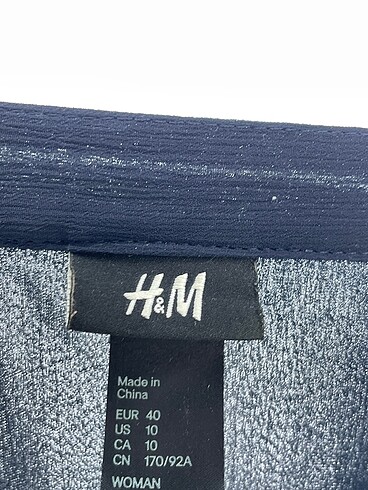 H&M
Made in
China
EUR 40
US 10
CA 10
CN 170/92A
WOMAN